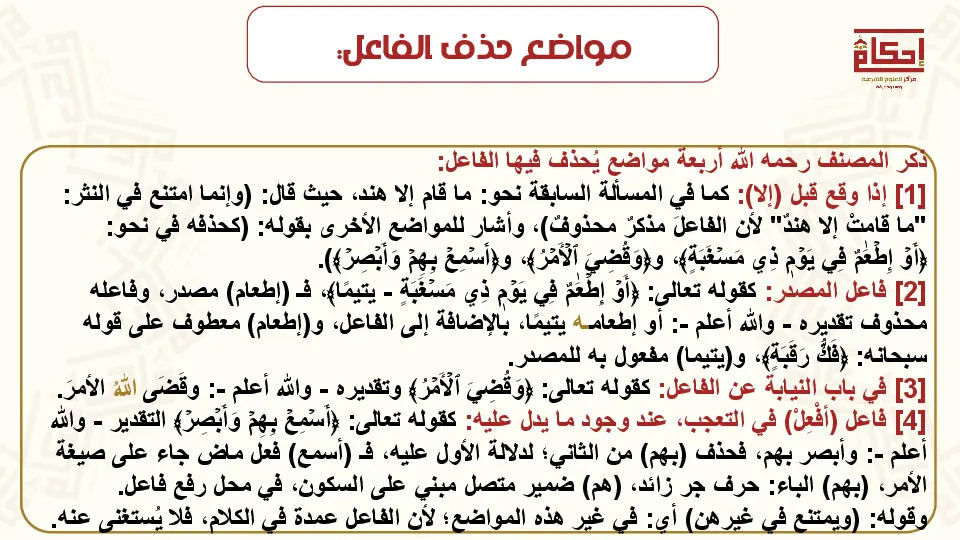 مواضع حذف الفاعل:
إحكام
مركز للعلوم الشرعية
ذكر المصنف رحمه الله أربعة مواضع يُحذف فيها الفاعل:
[1] إذا وقع قبل (إلا): كما في المسألة السابقة نحو: ما قام إلا هند، حيث قال: (وإنما امتنع في النثر:
"ما قامتْ إلا هندٌ" لأن الفاعلَ مذكرٌ محذوفٌ)، وأشار للمواضع الأخرى بقوله: (كحذفه في نحو:
﴿أَوۡ إِطۡعَٰمٌ فِي يَوۡمٖ ذِي مَسۡغَبَةٖ﴾، و﴿وَقُضِيَ ٱلۡأَمۡرُ﴾، و﴿أَسۡمِعۡ بِهِمۡ وَأَبۡصِرۡ﴾).
[2] فاعل المصدر: كقوله تعالى: ﴿أَوۡ إِطۡعَٰمٌ فِي يَوۡمٖ ذِي مَسۡغَبَةٖ - يتيمًا﴾، فـ (إطعام) مصدر، وفاعله
محذوف تقديره - والله أعلم -: أو إطعامـه يتيمًا، بالإضافة إلى الفاعل، و(إطعام) معطوف على قوله
سبحانه: ﴿فَكُّ رَقَبَةٍ﴾، و(يتيما) مفعول به للمصدر.
[3] في باب النيابة عن الفاعل: كقوله تعالى: ﴿وَقُضِيَ ٱلۡأَمۡرُ﴾ وتقديره - والله أعلم -: وقَضَى اللهُ الأمرَ.
[4] فاعل (أفْعِلْ) في التعجب، عند وجود ما يدل عليه: كقوله تعالى: ﴿أَسۡمِعۡ بِهِمۡ وَأَبۡصِرۡ﴾ التقدير - والله
أعلم -: وأبصر بهم، فحذف (بهم) من الثاني؛ لدلالة الأول عليه، فـ (أسمع) فعل ماض جاء على صيغة
الأمر، (بهم) الباء: حرف جر زائد، (هم) ضمير متصل مبني على السكون، في محل رفع فاعل.
وقوله: (ويمتنع في غيرهن) أي: في غير هذه المواضع؛ لأن الفاعل عمدة في الكلام، فلا يُستغنى عنه.